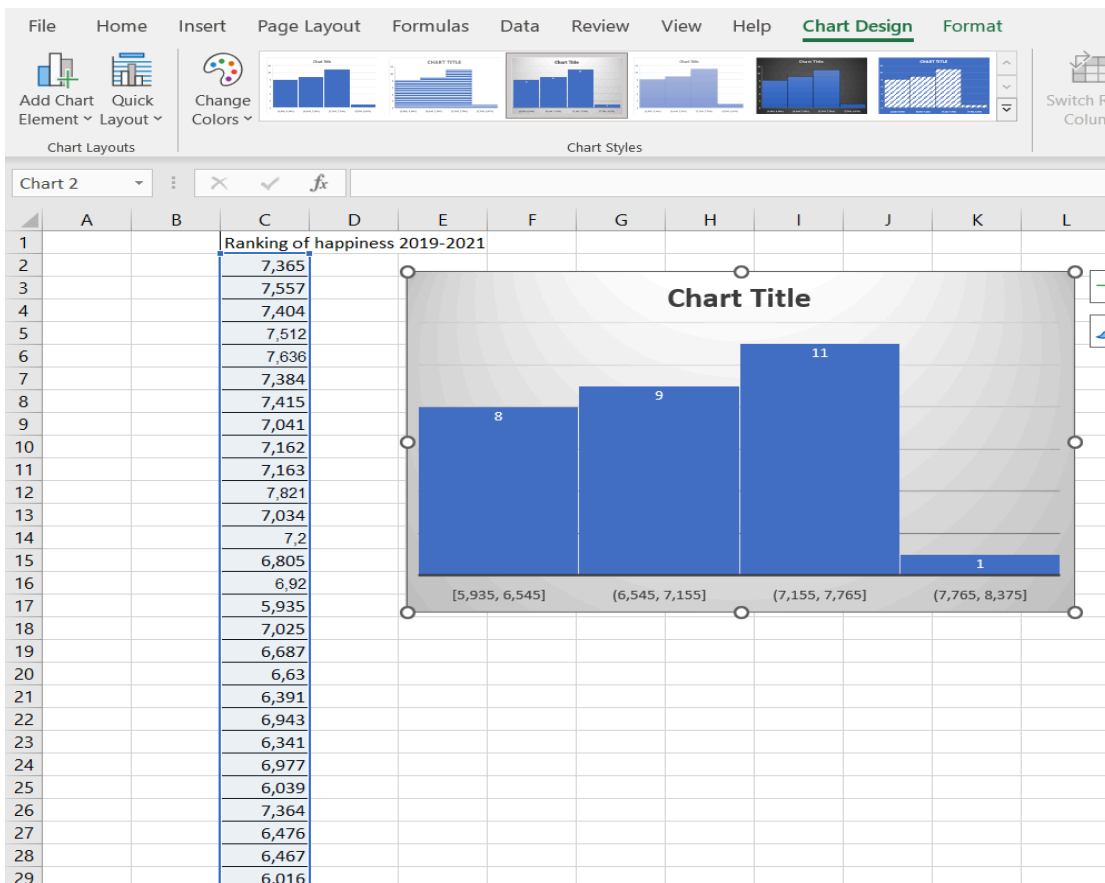 File Home Insert Page Layout Formulas Data Review View Help Chart Design Format
Add Chart Element
Quick Layout
Change Colors
Switch R
Colun
Chart Layouts
Chart Styles
Chart 2
fx
A B C D E F G H I J K L
1 Ranking of happiness 2019-2021
2 7,365
3 7,557
4 7,404
5 7,512
6 7,636
7 7,384
8 7,415
9 7,041
10 7,162
11 7,163
12 7,821
13 7,034
14 7,2
15 6,805
16 6,92
17 5,935
18 7,025
19 6,687
20 6,63
21 6,391
22 6,943
23 6,341
24 6,977
25 6,039
26 7,364
27 6,476
28 6,467
29 6,016
Chart Title
8 9 11 1
[5,935, 6,545] (6,545, 7,155] (7,155, 7,765] (7,765, 8,375]